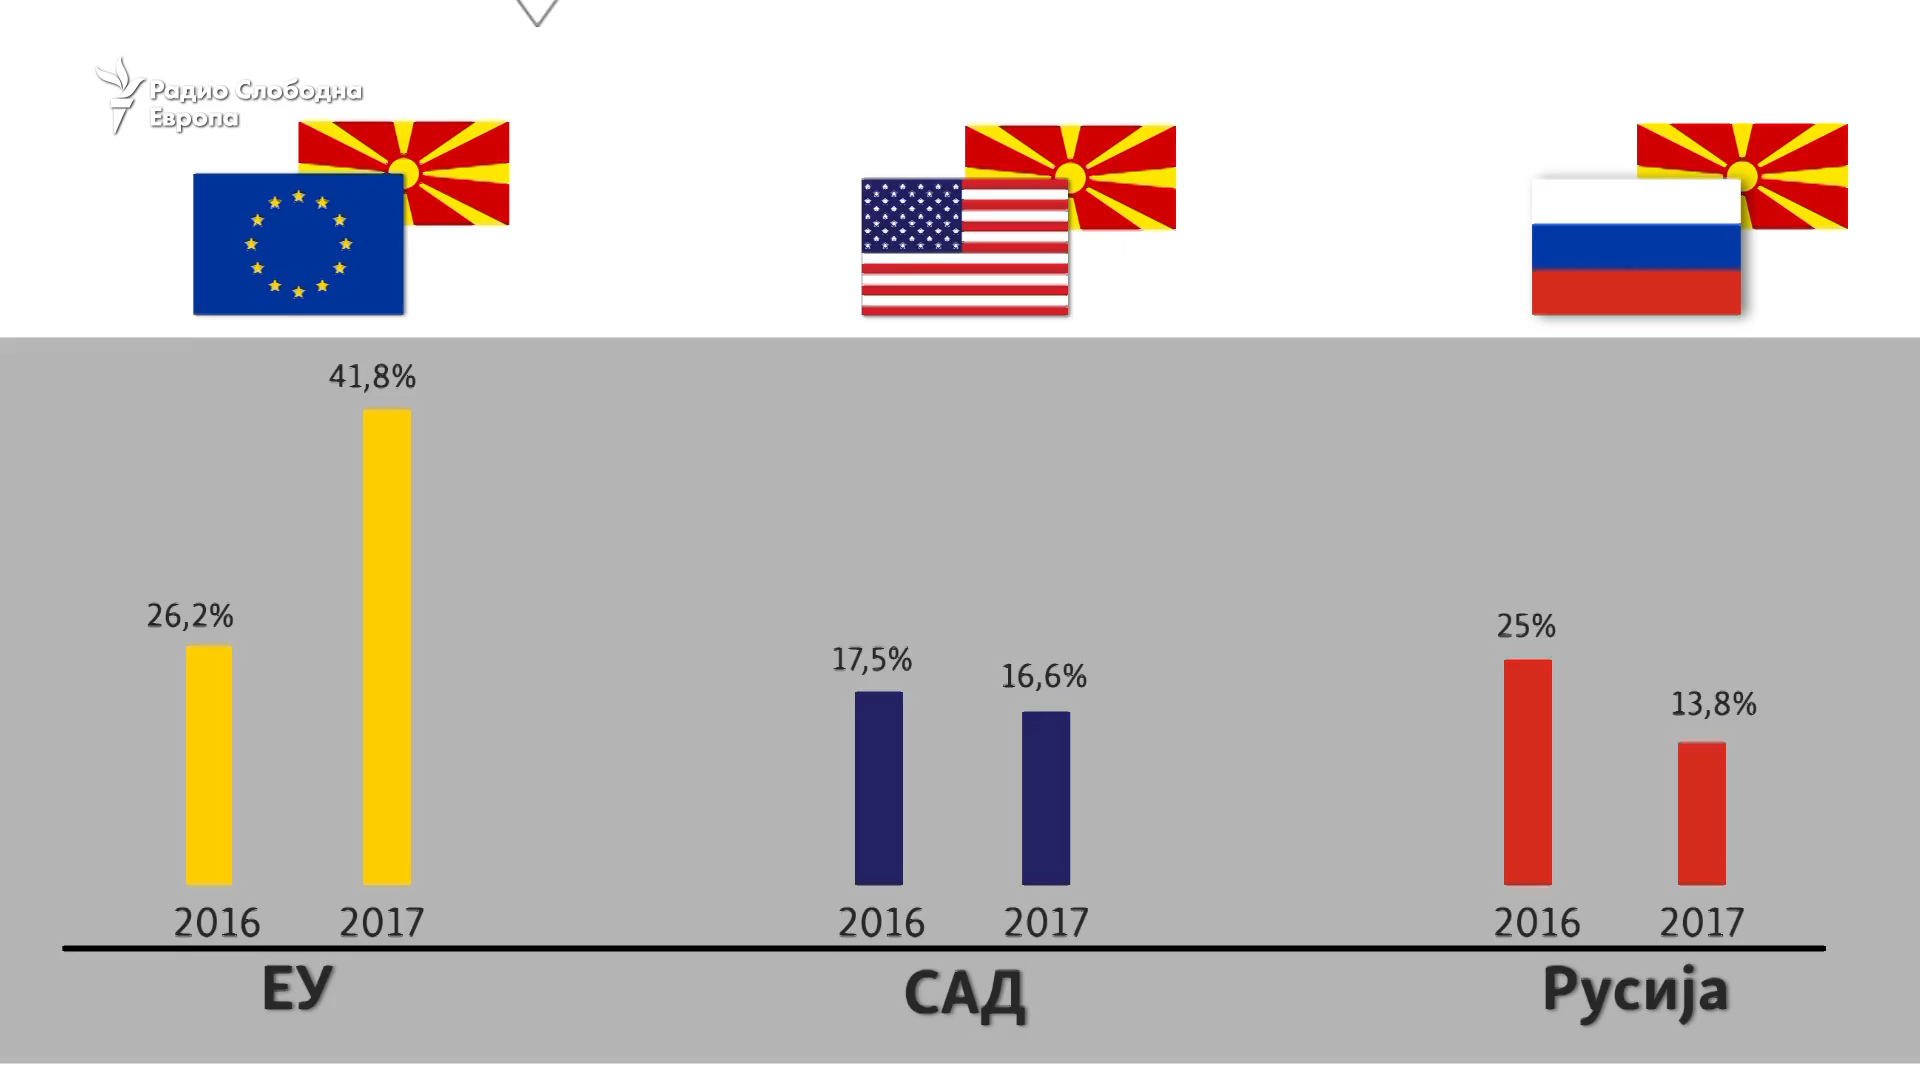 Радио Слободна
Европа
41,8%
26,2%
17,5%
16,6%
25%
13,8%
2016
2017
2016
2017
2016
2017
ЕУ
САД
Русија